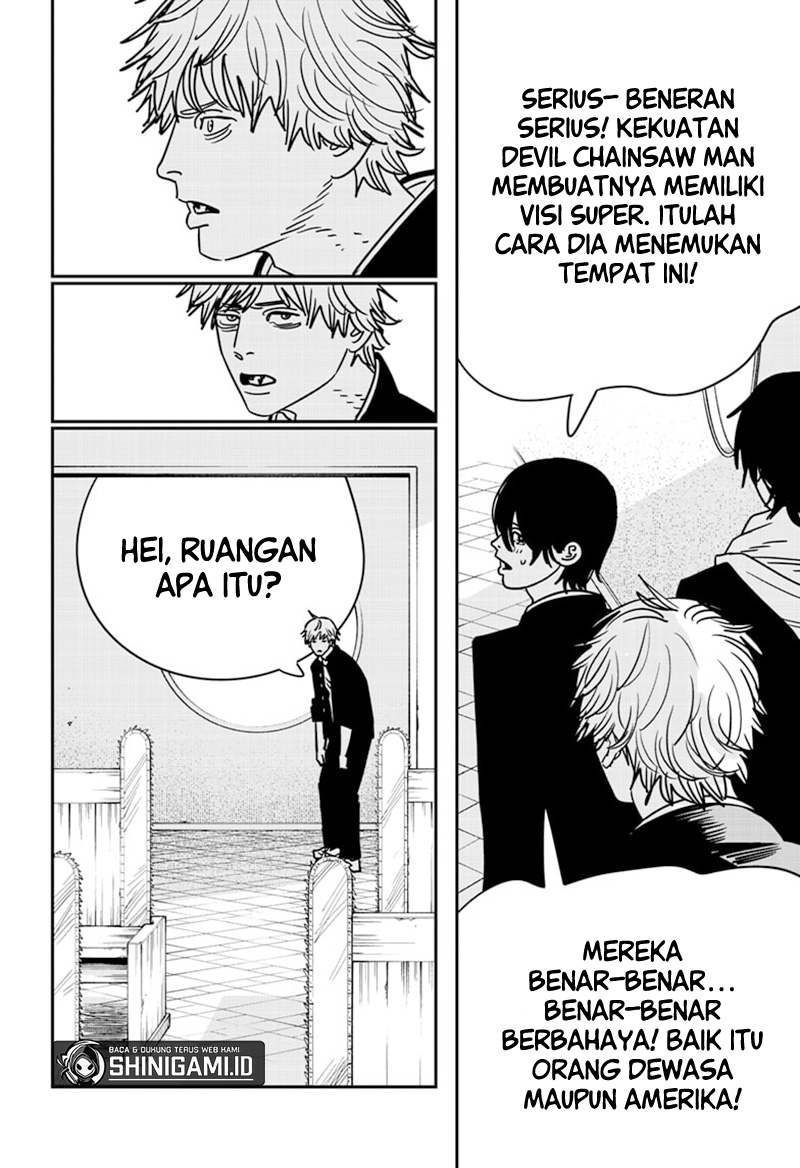 SERIUS- BENERAN
SERIUS! KEKUATAN
DEVIL CHAINSAW MAN
MEMBUATNYA MEMILIKI
VISI SUPER. ITULAH
CARA DIA MENEMUKAN
TEMPAT INI!
MEREKA
BENAR-BENAR...
BENAR-BENAR
BERBAHAYA! BAIK ITU
ORANG DEWASA
MAUPUN AMERIKA!
HEI, RUANGAN
APA ITU?
BACA & DUKUNG TERUS WEB KAMI
SHINIGAMI.ID